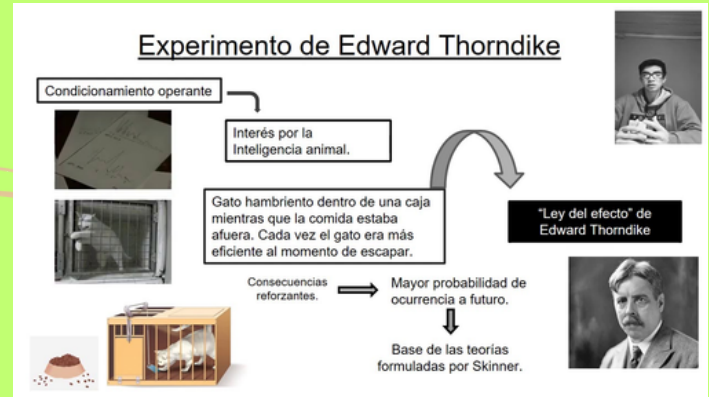 Experimento de Edward Thorndike
Condicionamiento operante
Interés por la
Inteligencia animal.
Gato hambriento dentro de una caja
mientras que la comida estaba
afuera. Cada vez el gato era más
eficiente al momento de escapar.
"Ley del efecto" de
Edward Thorndike
Consecuencias
reforzantes.
Mayor probabilidad de
ocurrencia a futuro.
Base de las teorías
formuladas por Skinner.